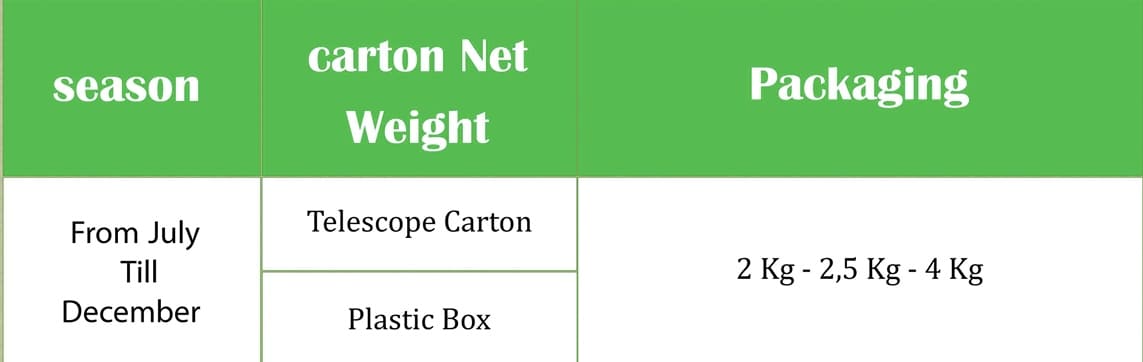 season
carton Net
Weight
Packaging
From July
Till
December
Telescope Carton
Plastic Box
2 Kg - 2,5 Kg - 4 Kg